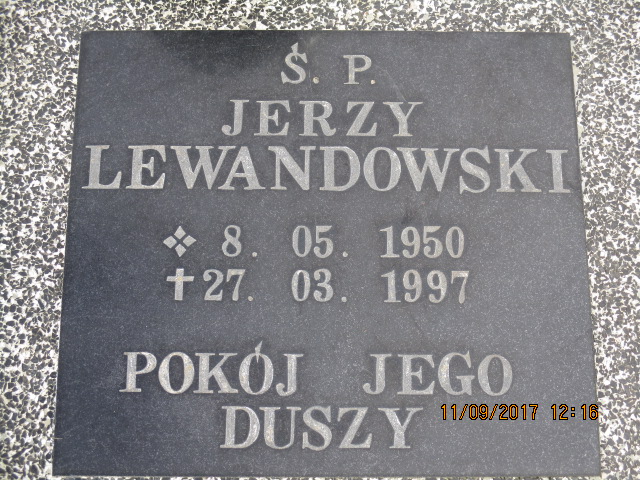 Ś. P.
JERZY
LEWANDOWSKI
8. 05. 1950
27. 03. 1997
POKÓJ JEGO
DUSZY
11/09/2017 12:16